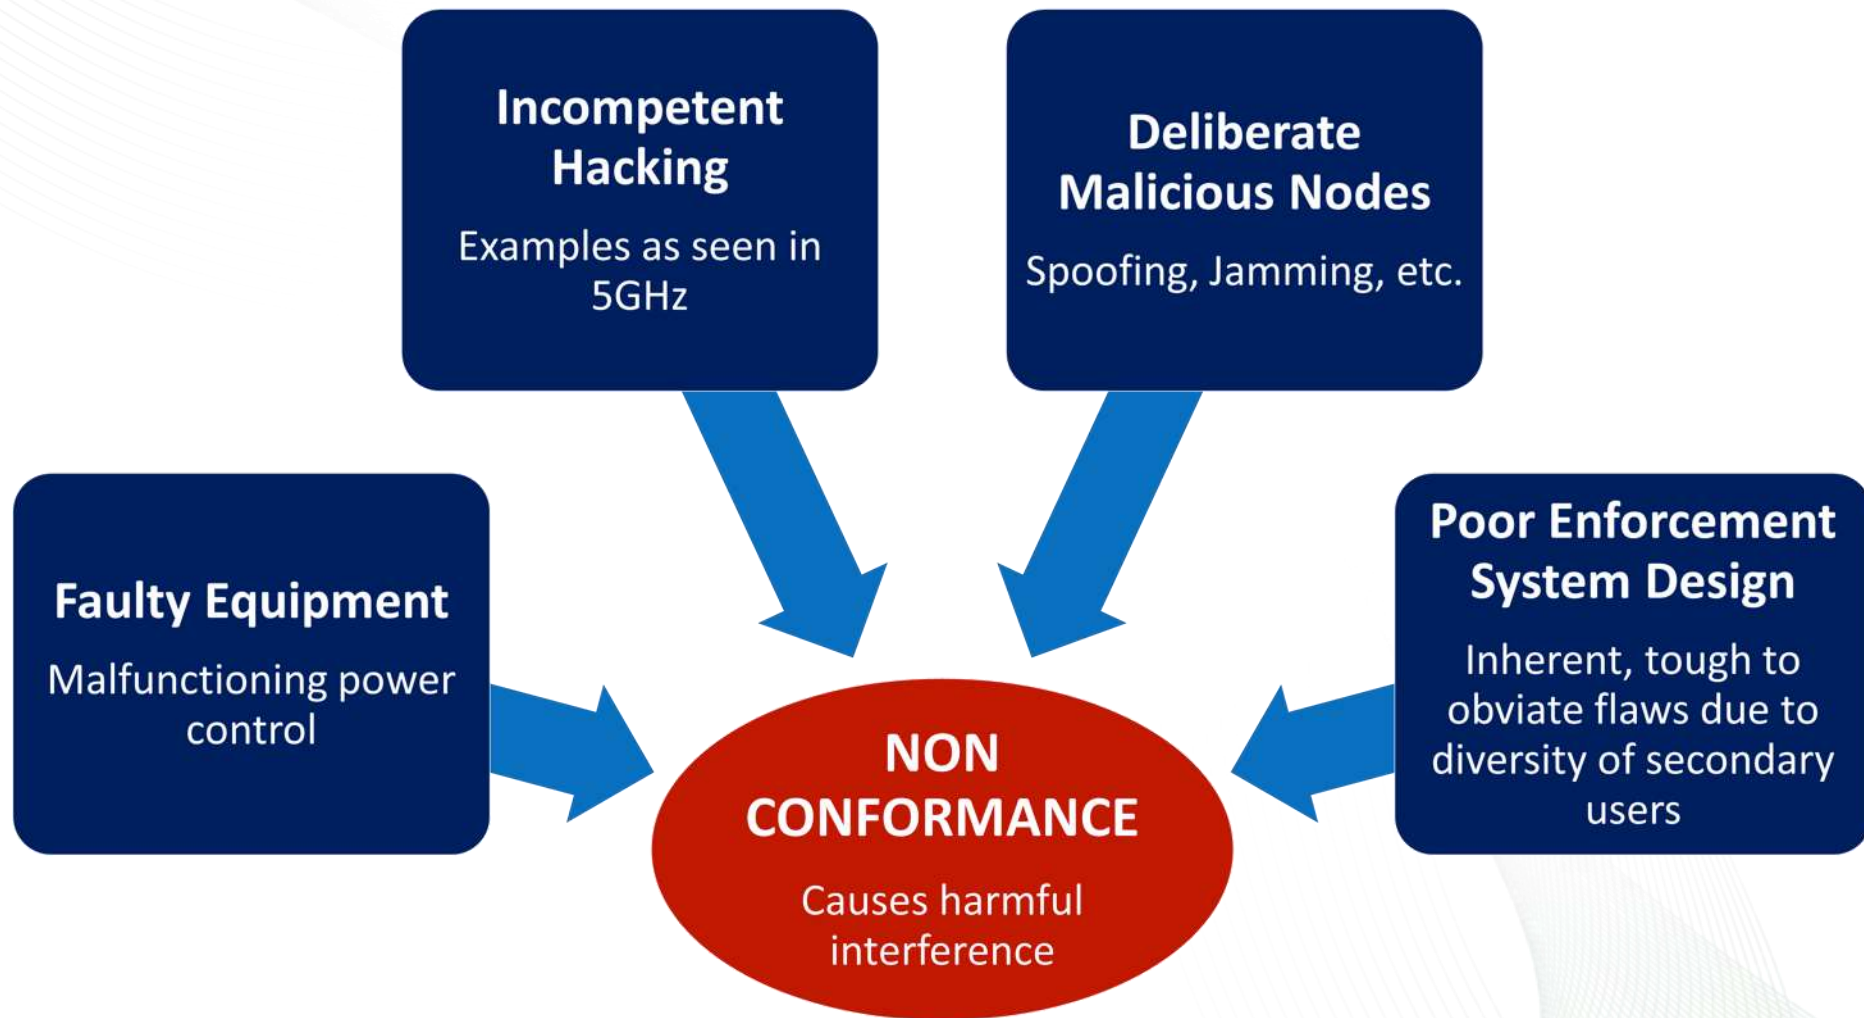 Incompetent
Hacking
Examples as seen in
5GHz
Deliberate
Malicious Nodes
Spoofing, Jamming, etc.
Faulty Equipment
Malfunctioning power
control
Poor Enforcement
System Design
Inherent, tough to
obviate flaws due to
diversity of secondary
users
NON
CONFORMANCE
Causes harmful
interference